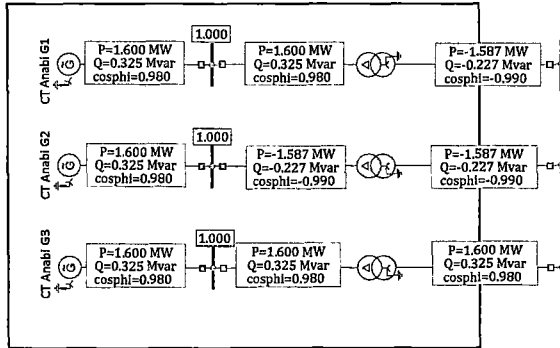 1.000
CT Anabi G1
G
P=1.600 MW
Q=0.325 Mvar
cosphi=0.980
P=1.600 MW
Q=0.325 Mvar
cosphi=0.980
P=-1.587 MW
Q=-0.227 Mvar
cosphi=-0.990
1.000
CT Anabi G2
G
P=1.600 MW
Q=0.325 Mvar
cosphi=0.980
P=-1.587 MW
Q=-0.227 Mvar
cosphi=-0.990
P=-1.587 MW
Q=-0.227 Mvar
cosphi=-0.990
1.000
CT Anabi G3
G
P=1.600 MW
Q=0.325 Mvar
cosphi=0.980
P=1.600 MW
Q=0.325 Mvar
cosphi=0.980
P=1.600 MW
Q=0.325 Mvar
cosphi=0.980